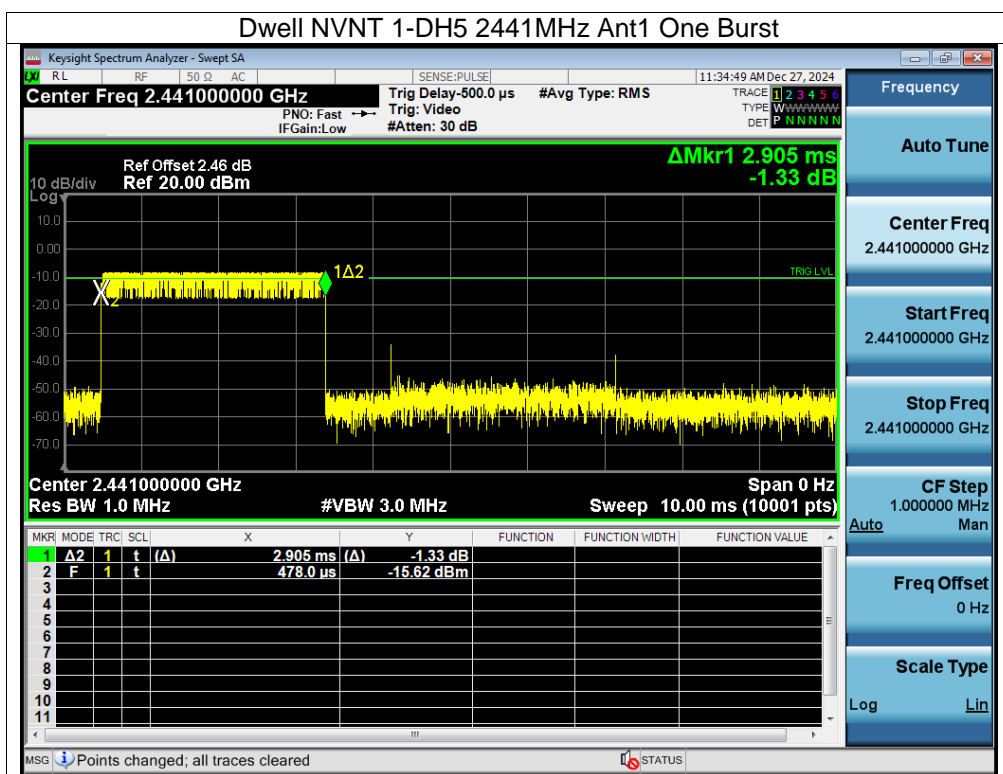 Dwell NVNT 1-DH5 2441MHz Ant1 One Burst
Keysight Spectrum Analyzer - Swept SA
LXI RL RF 50 Ω AC SENSE:PULSE 11:34:49 AM Dec 27, 2024
Center Freq 2.441000000 GHz
PNO: Fast
IFGain:Low
Trig Delay-500.0 µs
Trig: Video
#Atten: 30 dB
#Avg Type: RMS
TRACE 1 2 3 4 5 6
TYPE WWWWWWW
DET P N N N N N
ΔMkr1 2.905 ms
-1.33 dB
Ref Offset 2.46 dB
10 dB/div Ref 20.00 dBm
Log
10.0
0.00
-10.0
-20.0
-30.0
-40.0
-50.0
-60.0
-70.0
1Δ2
TRIG LVL
2
Center 2.441000000 GHz Span 0 Hz
Res BW 1.0 MHz #VBW 3.0 MHz Sweep 10.00 ms (10001 pts)
MKR MODE TRC SCL X Y FUNCTION FUNCTION WIDTH FUNCTION VALUE
1 Δ2 1 t (Δ) 2.905 ms (Δ) -1.33 dB
2 F 1 t 478.0 µs -15.62 dBm
3
4
5
6
7
8
9
10
11
MSG Points changed; all traces cleared STATUS
Frequency
Auto Tune
Center Freq
2.441000000 GHz
Start Freq
2.441000000 GHz
Stop Freq
2.441000000 GHz
CF Step
1.000000 MHz
Auto Man
Freq Offset
0 Hz
Scale Type
Log Lin